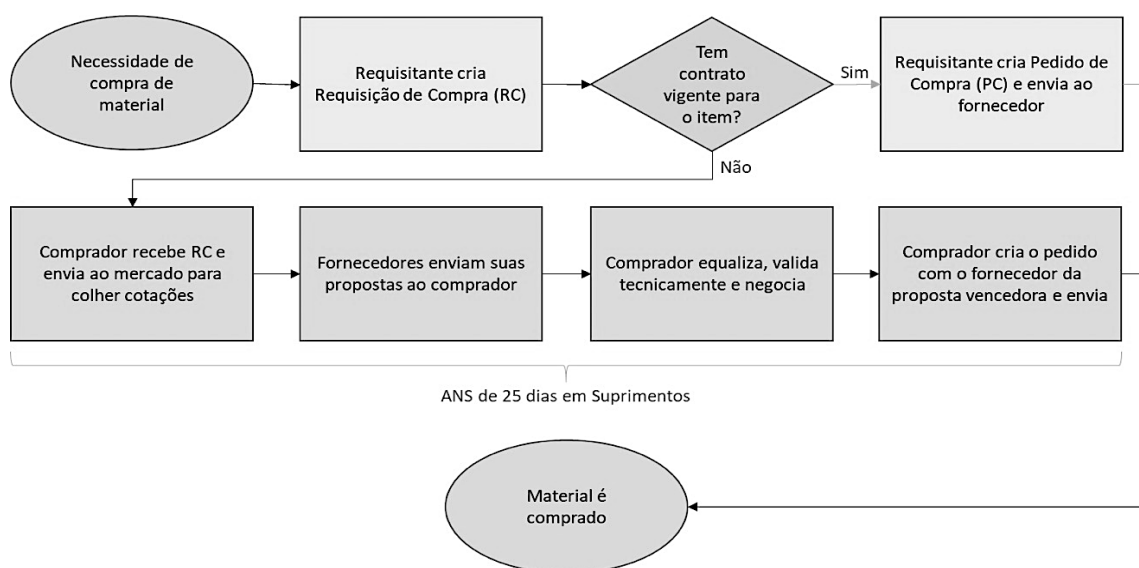 Necessidade de
compra de
material
Requisitante cria
Requisição de Compra (RC)
Tem
contrato
vigente para
o item?
Sim
Requisitante cria Pedido de
Compra (PC) e envia ao
fornecedor
Não
Comprador recebe RC e
envia ao mercado para
colher cotações
Fornecedores enviam suas
propostas ao comprador
Comprador equaliza, valida
tecnicamente e negocia
Comprador cria o pedido
com o fornecedor da
proposta vencedora e envia
ANS de 25 dias em Suprimentos
Material é
comprado